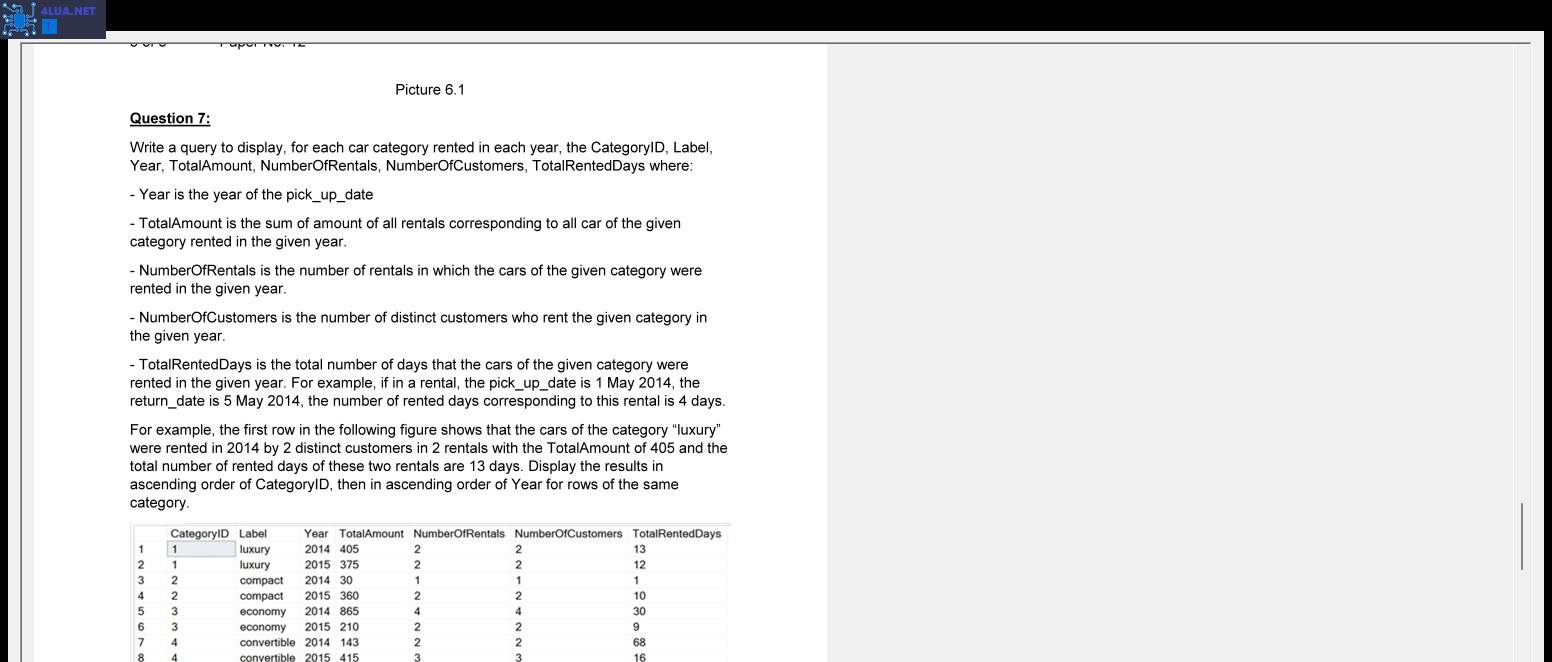 4LUA.NET
Picture 6.1
Question 7:
Write a query to display, for each car category rented in each year, the CategoryID, Label,
Year, TotalAmount, NumberOfRentals, NumberOfCustomers, TotalRentedDays where:
- Year is the year of the pick_up_date
- TotalAmount is the sum of amount of all rentals corresponding to all car of the given
category rented in the given year.
- NumberOfRentals is the number of rentals in which the cars of the given category were
rented in the given year.
- NumberOfCustomers is the number of distinct customers who rent the given category in
the given year.
- TotalRentedDays is the total number of days that the cars of the given category were
rented in the given year. For example, if in a rental, the pick_up_date is 1 May 2014, the
return_date is 5 May 2014, the number of rented days corresponding to this rental is 4 days.
For example, the first row in the following figure shows that the cars of the category “luxury”
were rented in 2014 by 2 distinct customers in 2 rentals with the TotalAmount of 405 and the
total number of rented days of these two rentals are 13 days. Display the results in
ascending order of CategoryID, then in ascending order of Year for rows of the same
category.
CategoryID Label Year TotalAmount NumberOfRentals NumberOfCustomers TotalRentedDays
1 1 luxury 2014 405 2 2 13
2 1 luxury 2015 375 2 2 12
3 2 compact 2014 30 1 1 1
4 2 compact 2015 360 2 2 10
5 3 economy 2014 865 4 4 30
6 3 economy 2015 210 2 2 9
7 4 convertible 2014 143 2 2 68
8 4 convertible 2015 415 3 3 16